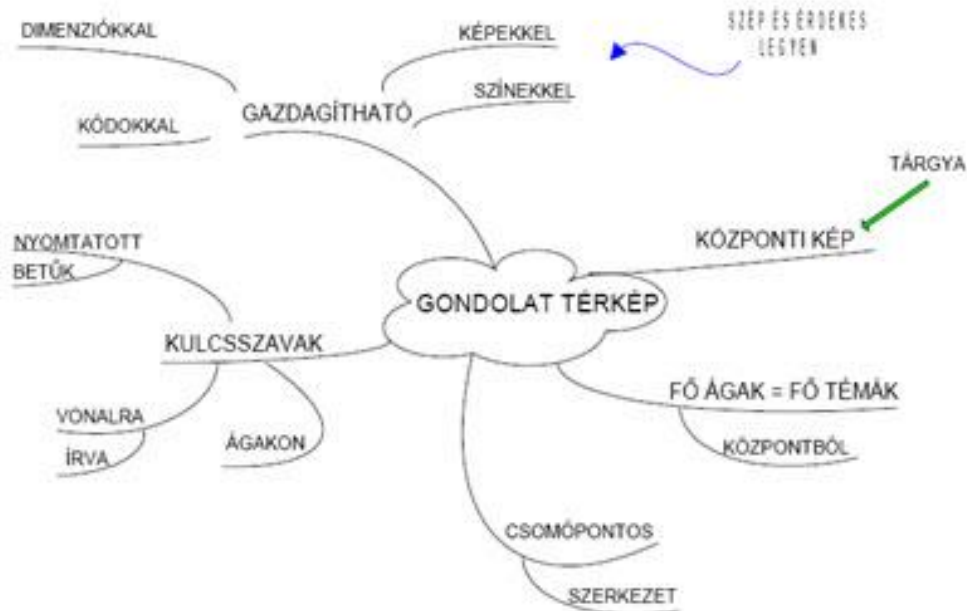 DIMENZIÓKKAL
KÉPEKKEL
SZÉP ÉS ÉRDEKES
LEGYEN
SZÍNEKKEL
GAZDAGÍTHATÓ
KÓDOKKAL
TÁRGYA
KÖZPONTI KÉP
NYOMTATOTT
BETŰK
GONDOLAT TÉRKÉP
KULCSSZAVAK
FŐ ÁGAK = FŐ TÉMÁK
VONALRA
ÍRVA
ÁGAKON
KÖZPONTBÓL
CSOMÓPONTOS
SZERKEZET